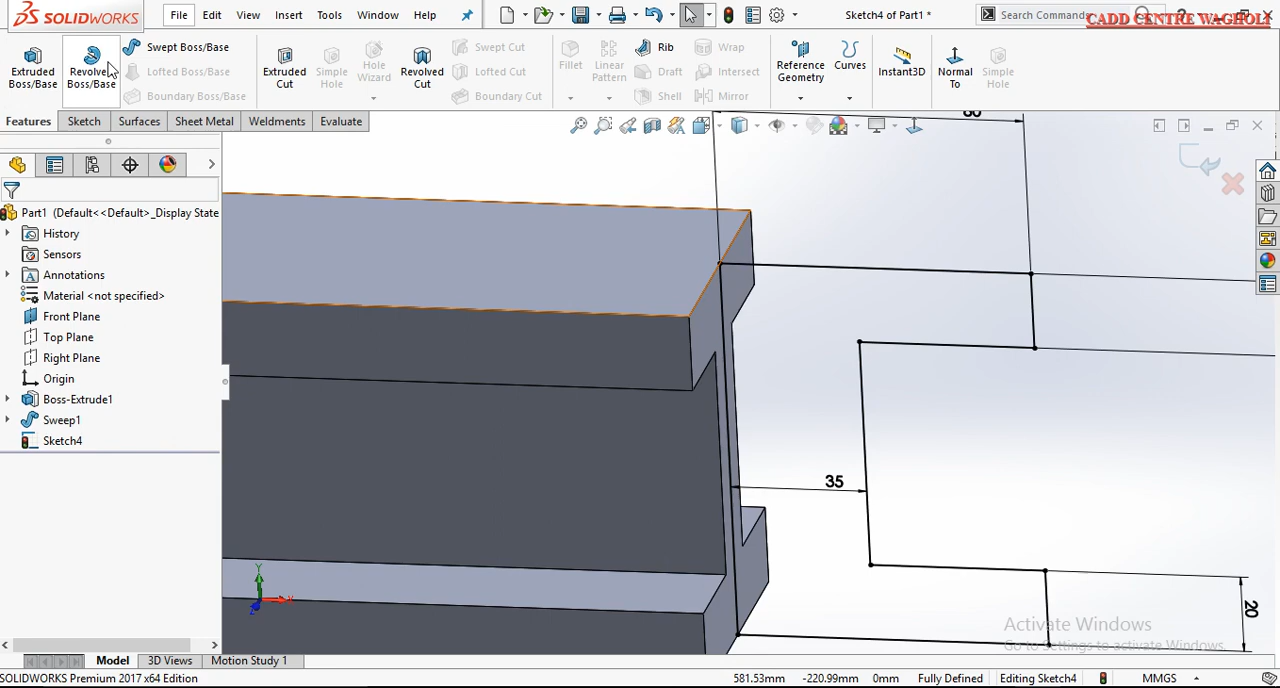 SOLIDWORKS
File Edit View Insert Tools Window Help
Sketch4 of Part1 *
Search Commands
CADD CENTRE WAGHOLI
Extruded Boss/Base
Revolved Boss/Base
Swept Boss/Base
Lofted Boss/Base
Boundary Boss/Base
Extruded Cut
Simple Hole
Hole Wizard
Revolved Cut
Swept Cut
Lofted Cut
Boundary Cut
Fillet
Linear Pattern
Rib
Draft
Shell
Wrap
Intersect
Mirror
Reference Geometry
Curves
Instant3D
Normal To
Simple Hole
Features Sketch Surfaces Sheet Metal Weldments Evaluate
Part1 (Default<<Default>_Display State
History
Sensors
Annotations
Material <not specified>
Front Plane
Top Plane
Right Plane
Origin
Boss-Extrude1
Sweep1
Sketch4
35
20
Y
X
Z
Activate Windows
Go to Settings to activate Windows.
Model 3D Views Motion Study 1
SOLIDWORKS Premium 2017 x64 Edition
581.53mm -220.99mm 0mm Fully Defined Editing Sketch4 MMGS